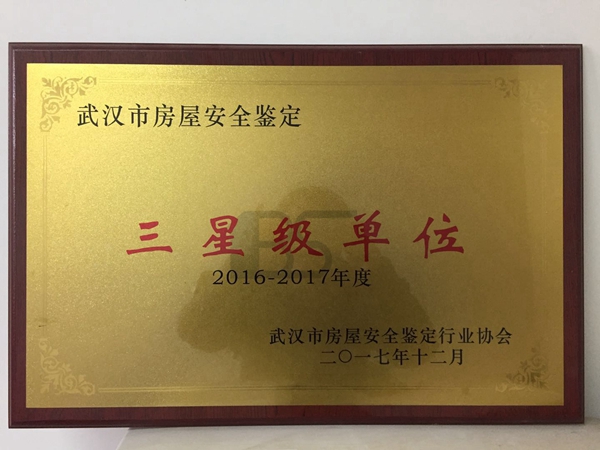 武汉市房屋安全鉴定
三星级单位
2016-2017年度
武汉市房屋安全鉴定行业协会
二〇一七年十二月